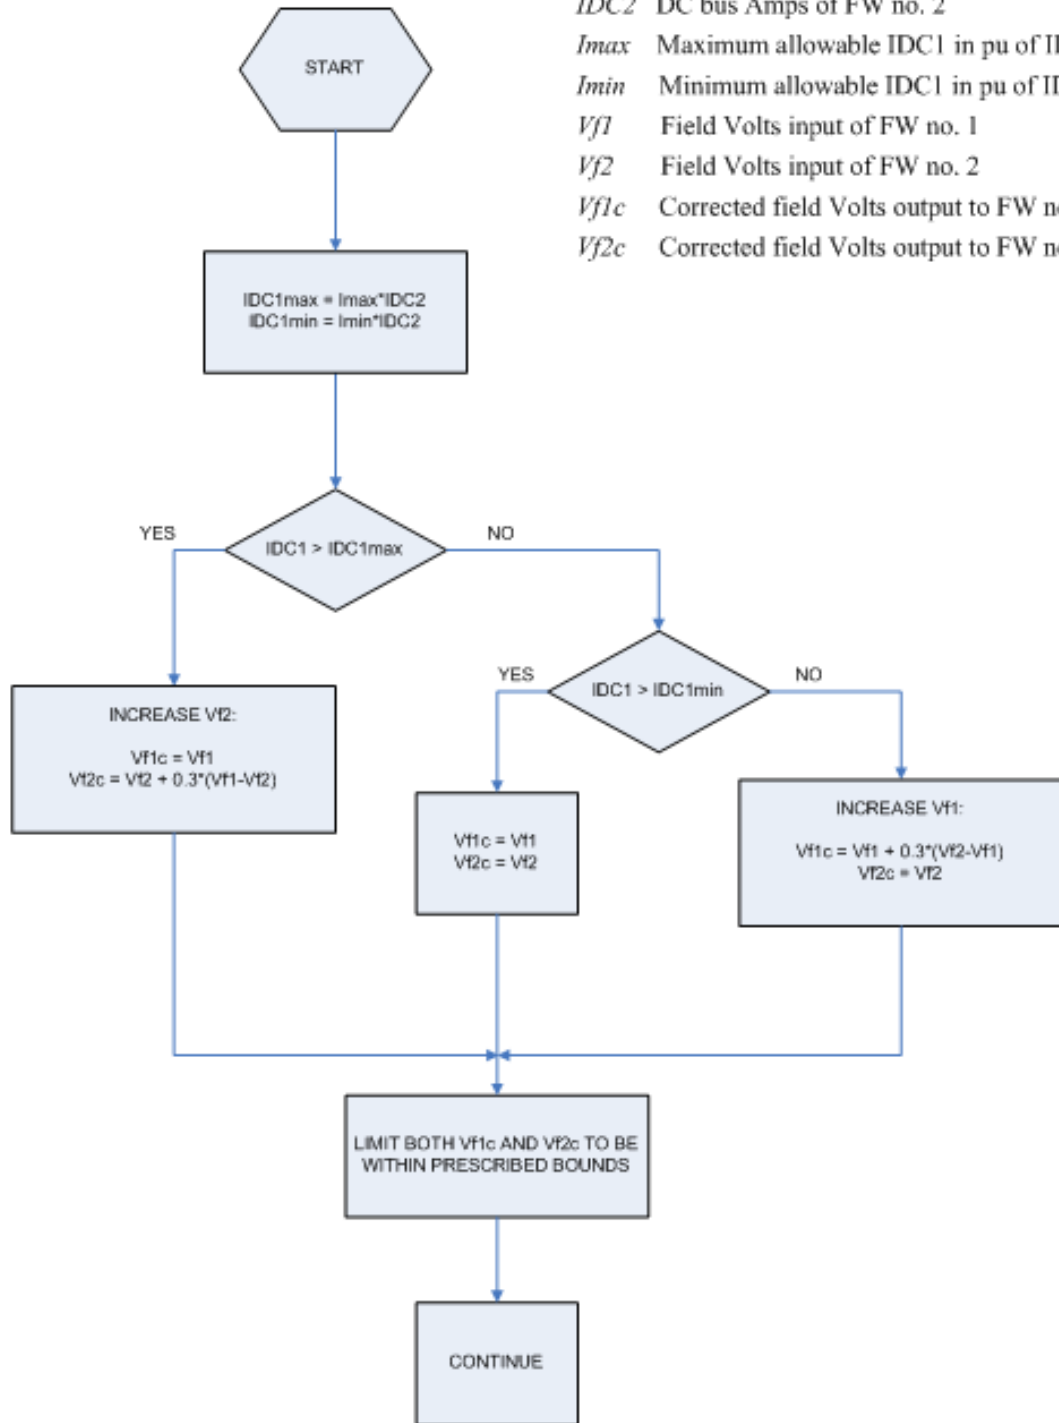 IDC2 DC bus Amps of FW no. 2
Imax Maximum allowable IDC1 in pu of
Imin Minimum allowable IDC1 in pu of
Vf1 Field Volts input of FW no. 1
Vf2 Field Volts input of FW no. 2
Vf1c Corrected field Volts output to FW
Vf2c Corrected field Volts output to FW
START
IDC1max = Imax*IDC2
IDC1min = Imin*IDC2
YES
IDC1 > IDC1max
NO
YES
IDC1 > IDC1min
NO
INCREASE Vf2:
Vf1c = Vf1
Vf2c = Vf2 + 0.3*(Vf1-Vf2)
Vf1c = Vf1
Vf2c = Vf2
INCREASE Vf1:
Vf1c = Vf1 + 0.3*(Vf2-Vf1)
Vf2c = Vf2
LIMIT BOTH Vf1c AND Vf2c TO BE
WITHIN PRESCRIBED BOUNDS
CONTINUE